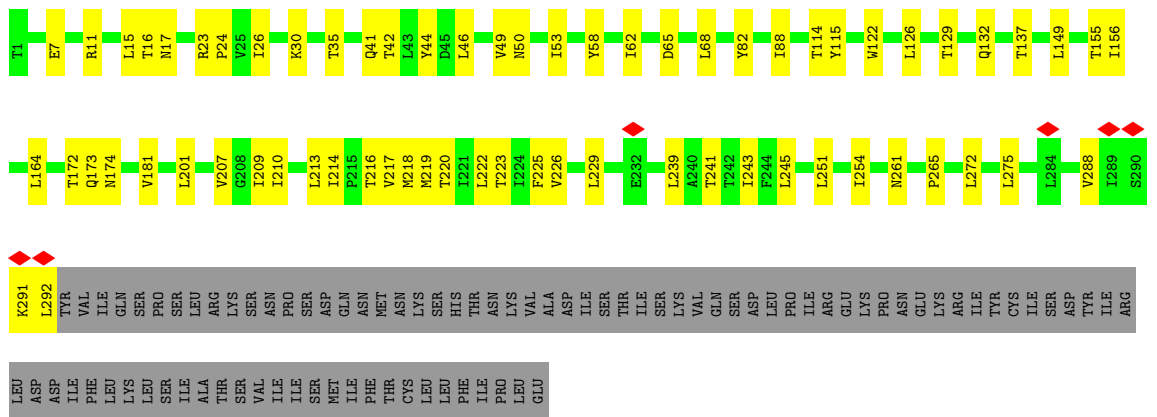 T1 E7 R11 L15 T16 N17 R23 P24 V25 I26 K30 T35 Q41 T42 L43 Y44 D45 L46 V49 N50 I53 Y58 I62 D65 L68 Y82 I88 T114 Y115 W122 L126 T129 Q132 T137 L149 T155 I156
L164 T172 Q173 N174 V181 L201 V207 G208 I209 I210 L213 I214 P215 T216 V217 M218 M219 T220 I221 L222 T223 I224 F225 V226 L229 E232 L239 A240 T241 T242 I243 F244 L245 L251 I254 N261 P265 L272 L275 L284 V288 I289 S290
K291 L292 TYR VAL ILE GLN SER PRO SER LEU ARG LYS SER ASN PRO SER ASP GLN ASN MET ASN LYS SER HIS THR ASN LYS VAL ALA ASP ILE SER THR ILE SER LYS VAL GLN SER ASP LEU PRO ILE ARG GLU LYS PRO ASN GLU LYS ARG ILE TYR CYS ILE SER ASP TYR ILE ARG
LEU ASP ASP ILE PHE LEU LYS LEU SER ILE ALA THR SER VAL ILE ILE SER MET ILE PHE THR CYS LEU LEU PHE ILE PRO LEU GLU